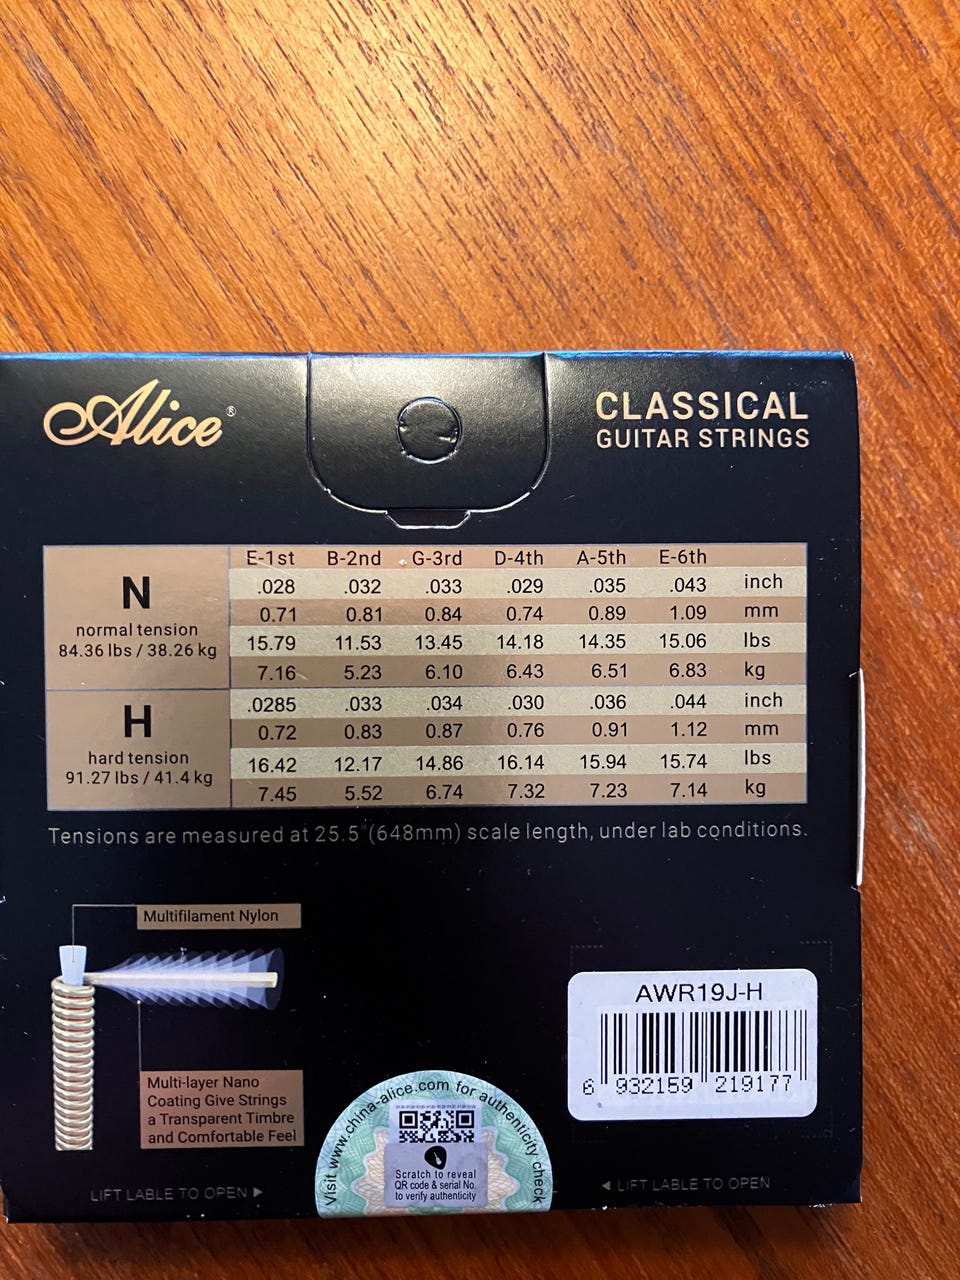 Alice®
CLASSICAL
GUITAR STRINGS
E-1st B-2nd G-3rd D-4th A-5th E-6th
N
normal tension
84.36 lbs / 38.26 kg
.028 .032 .033 .029 .035 .043 inch
0.71 0.81 0.84 0.74 0.89 1.09 mm
15.79 11.53 13.45 14.18 14.35 15.06 lbs
7.16 5.23 6.10 6.43 6.51 6.83 kg
H
hard tension
91.27 lbs / 41.4 kg
.0285 .033 .034 .030 .036 .044 inch
0.72 0.83 0.87 0.76 0.91 1.12 mm
16.42 12.17 14.86 16.14 15.94 15.74 lbs
7.45 5.52 6.74 7.32 7.23 7.14 kg
Tensions are measured at 25.5"(648mm) scale length, under lab conditions.
Multifilament Nylon
Multi-layer Nano
Coating Give Strings
a Transparent Timbre
and Comfortable Feel
AWR19J-H
6 932159 219177
Visit www.china-alice.com for authenticity check
Scratch to reveal
QR code & serial No.
to verify authenticity
LIFT LABLE TO OPEN ▶
◀ LIFT LABLE TO OPEN